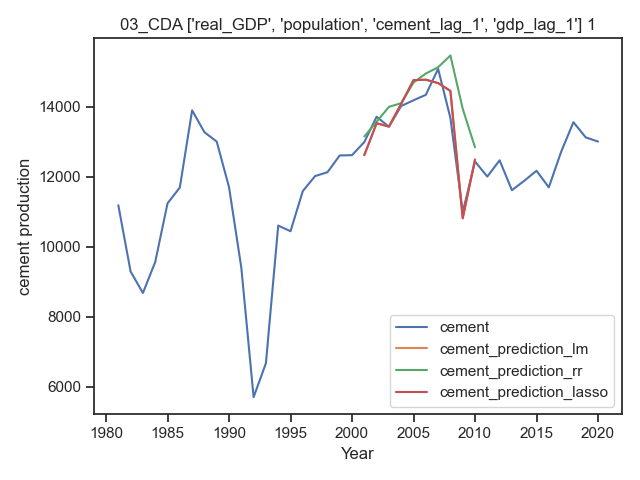 03_CDA ['real_GDP', 'population', 'cement_lag_1', 'gdp_lag_1'] 1
cement production
14000
12000
10000
8000
6000
cement
cement_prediction_lm
cement_prediction_rr
cement_prediction_lasso
1980 1985 1990 1995 2000 2005 2010 2015 2020
Year